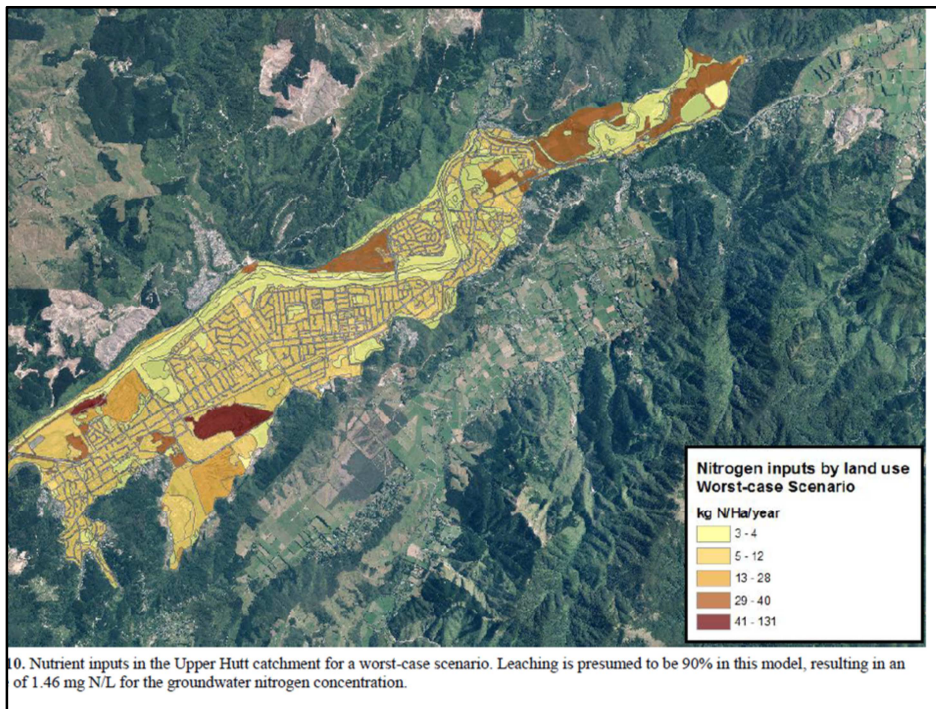 Nitrogen inputs by land use
Worst-case Scenario
kg N/Ha/year
3 - 4
5 - 12
13 - 28
29 - 40
41 - 131
10. Nutrient inputs in the Upper Hutt catchment for a worst-case scenario. Leaching is presumed to be 90% in this model, resulting in an
of 1.46 mg N/L for the groundwater nitrogen concentration.